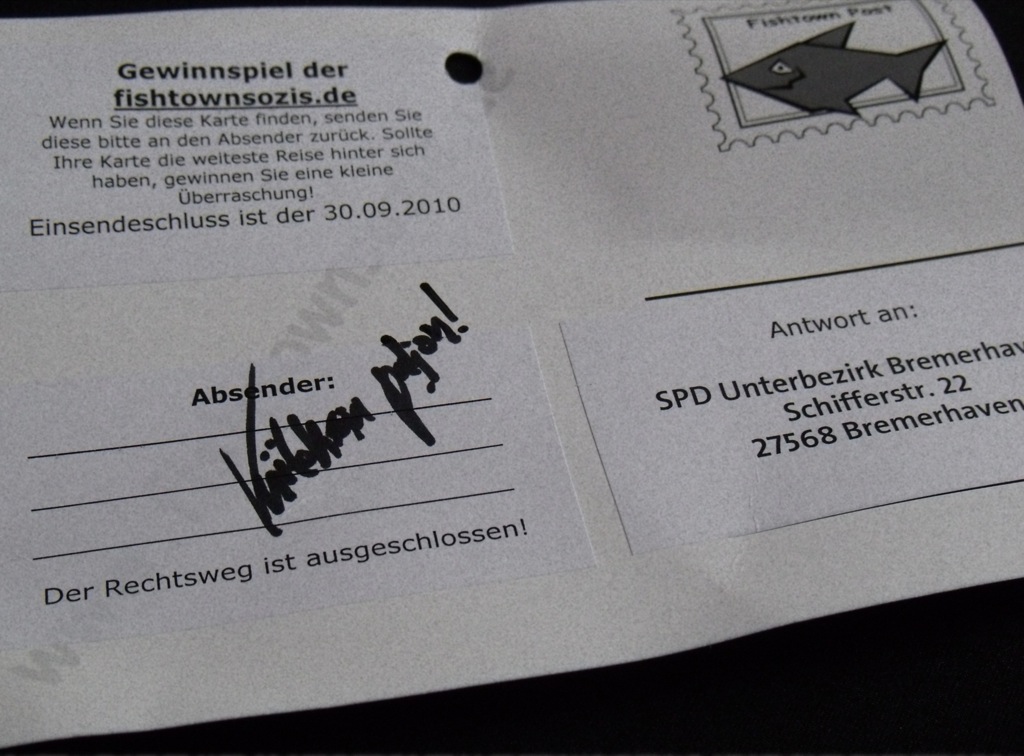 Gewinnspiel der
fishtownsozis.de
Wenn Sie diese Karte finden, senden Sie
diese bitte an den Absender zurück. Sollte
Ihre Karte die weiteste Reise hinter sich
haben, gewinnen Sie eine kleine
Überraschung!
Einsendeschluss ist der 30.09.2010
Absender:
Der Rechtsweg ist ausgeschlossen!
Fishtown Post
Antwort an:
SPD Unterbezirk Bremerhav
Schifferstr. 22
27568 Bremerhaven